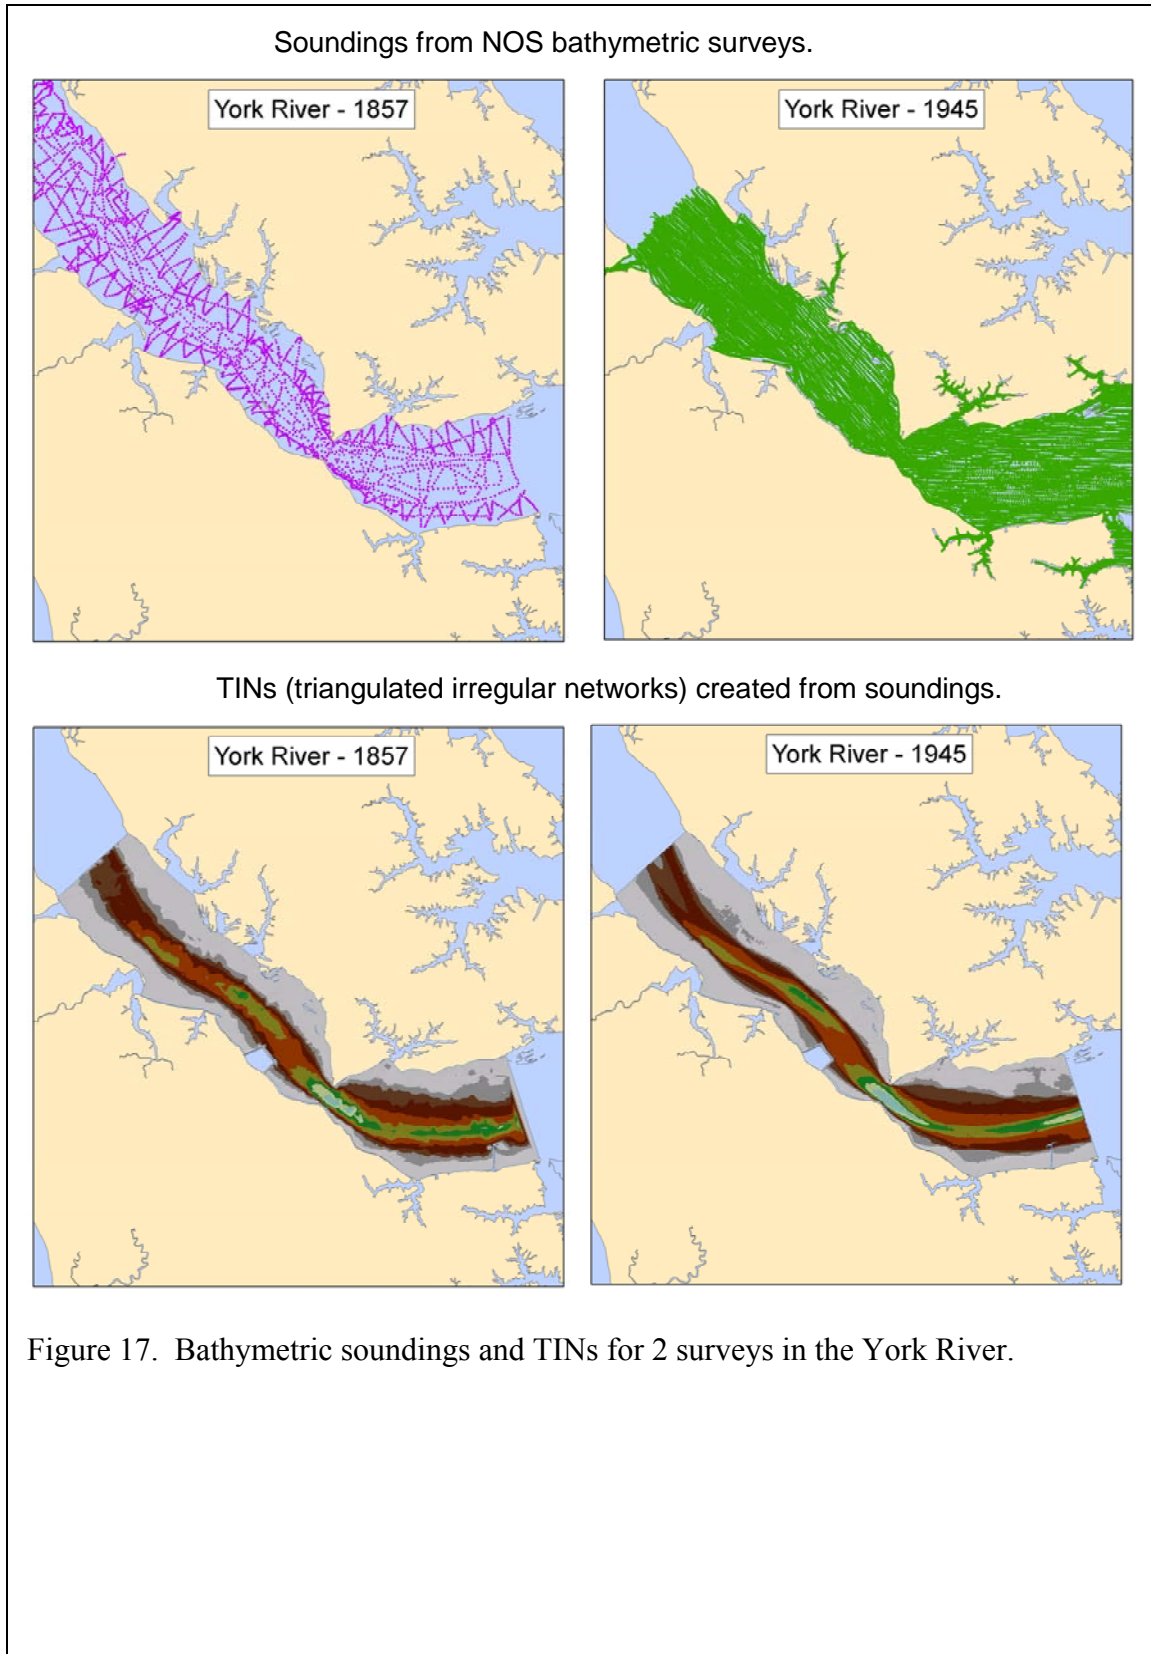 Soundings from NOS bathymetric surveys.
York River - 1857
York River - 1945
TINs (triangulated irregular networks) created from soundings.
York River - 1857
York River - 1945
Figure 17.  Bathymetric soundings and TINs for 2 surveys in the York River.